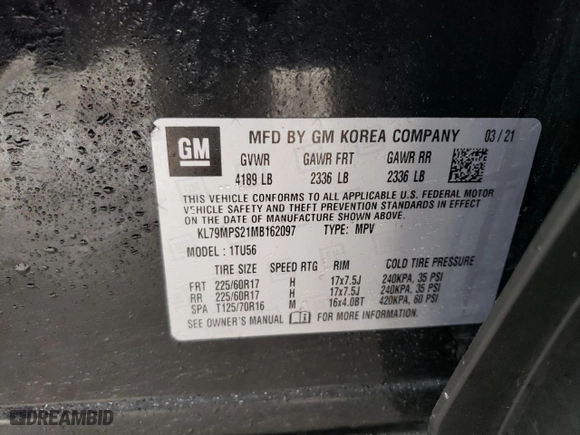 GM
MFD BY GM KOREA COMPANY 03/21
GVWR GAWR FRT GAWR RR
4189 LB 2336 LB 2336 LB
THIS VEHICLE CONFORMS TO ALL APPLICABLE U.S. FEDERAL MOTOR
VEHICLE SAFETY AND THEFT PREVENTION STANDARDS IN EFFECT ON
THE DATE OF MANUFACTURE SHOWN ABOVE.
KL79MPS21MB162097 TYPE: MPV
MODEL: 1TU56
TIRE SIZE SPEED RTG RIM COLD TIRE PRESSURE
FRT 225/60R17 H 17x7.5J 240KPA, 35 PSI
RR 225/60R17 H 17x7.5J 240KPA, 35 PSI
SPA T125/70R16 M 16x4.0BT 420KPA, 60 PSI
SEE OWNER'S MANUAL FOR MORE INFORMATION.
DREAMBID